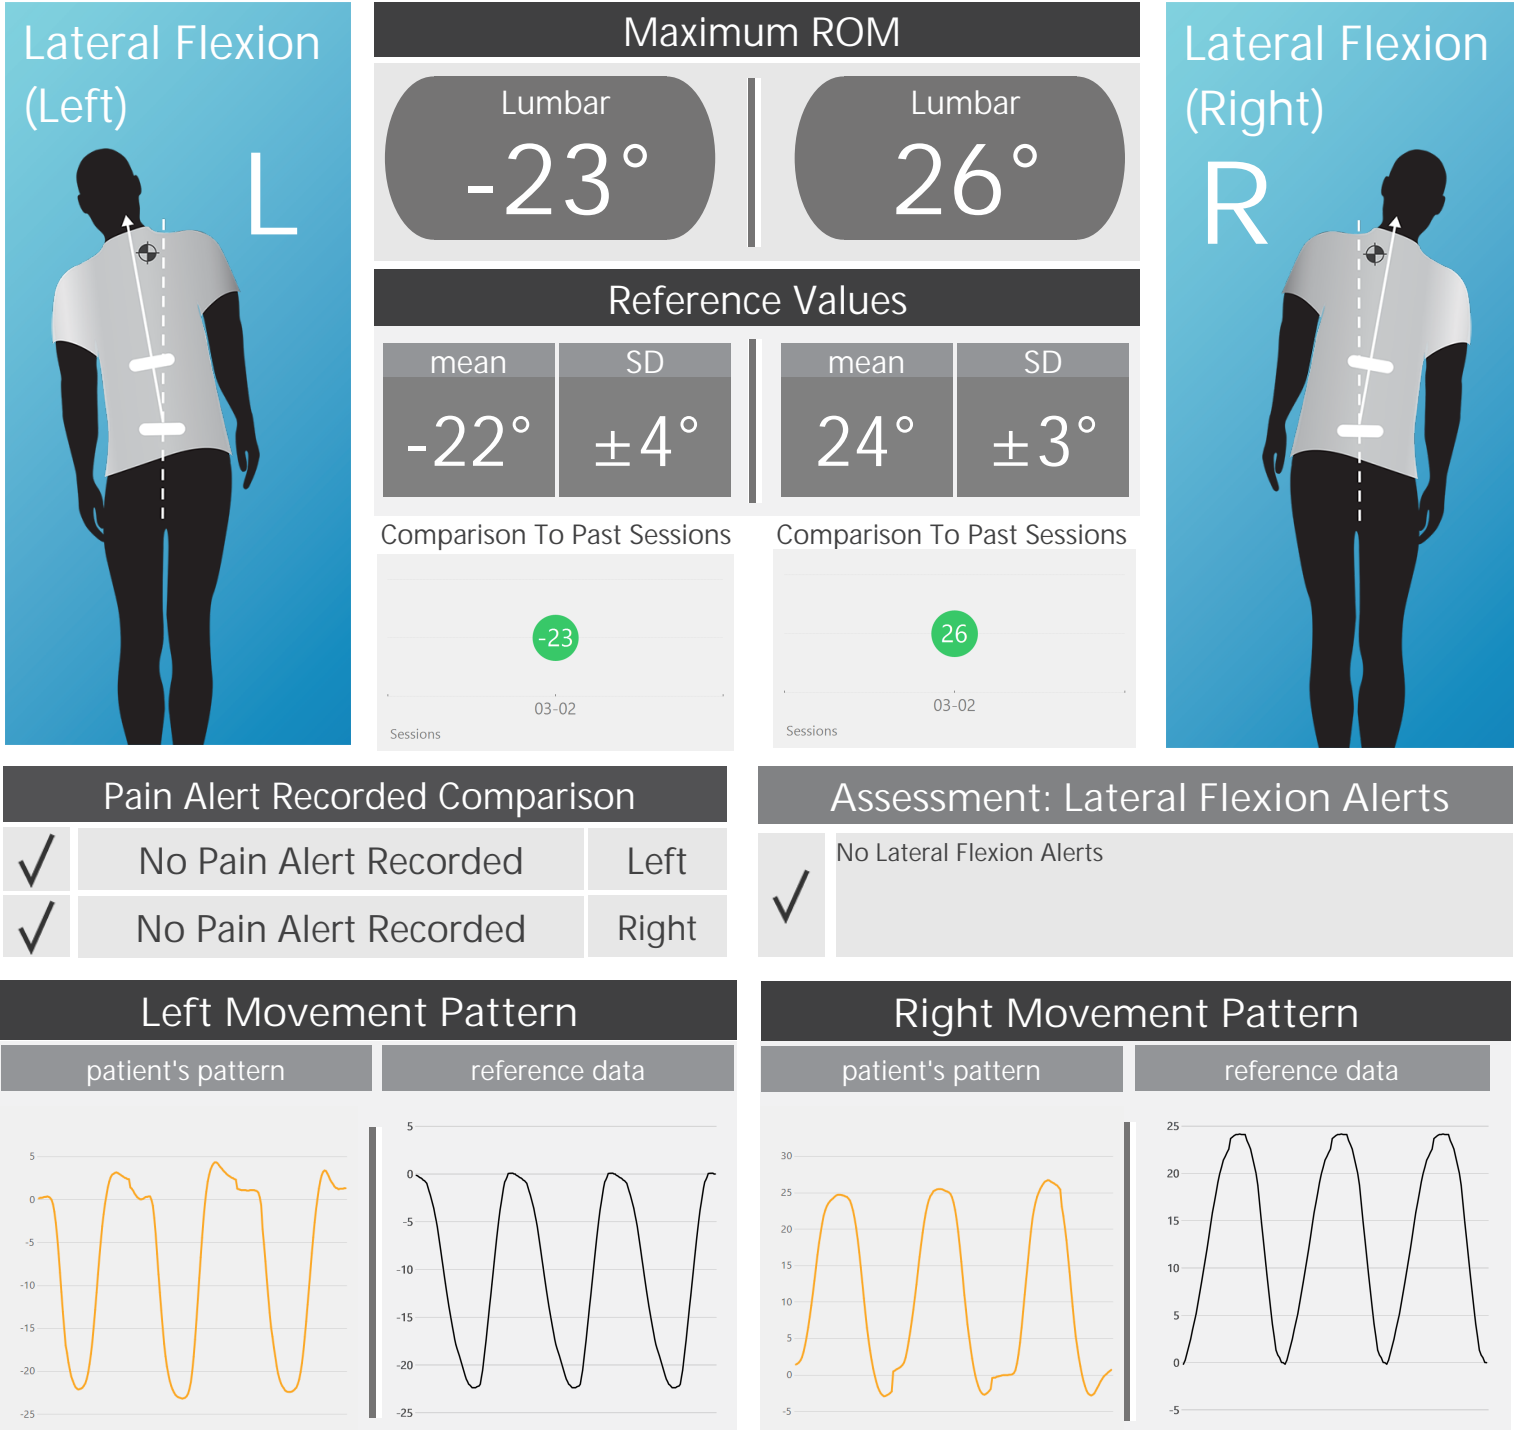 Lateral Flexion
(Left)
L
Maximum ROM
Lumbar
-23°
Lumbar
26°
Lateral Flexion
(Right)
R
Reference Values
mean
SD
-22°
±4°
mean
SD
24°
±3°
Comparison To Past Sessions
-23
03-02
Sessions
Comparison To Past Sessions
26
03-02
Sessions
Pain Alert Recorded Comparison
No Pain Alert Recorded
Left
No Pain Alert Recorded
Right
Assessment: Lateral Flexion Alerts
No Lateral Flexion Alerts
Left Movement Pattern
patient's pattern
5
0
-5
-10
-15
-20
-25
reference data
5
0
-5
-10
-15
-20
-25
Right Movement Pattern
patient's pattern
30
25
20
15
10
5
0
-5
reference data
25
20
15
10
5
0
-5